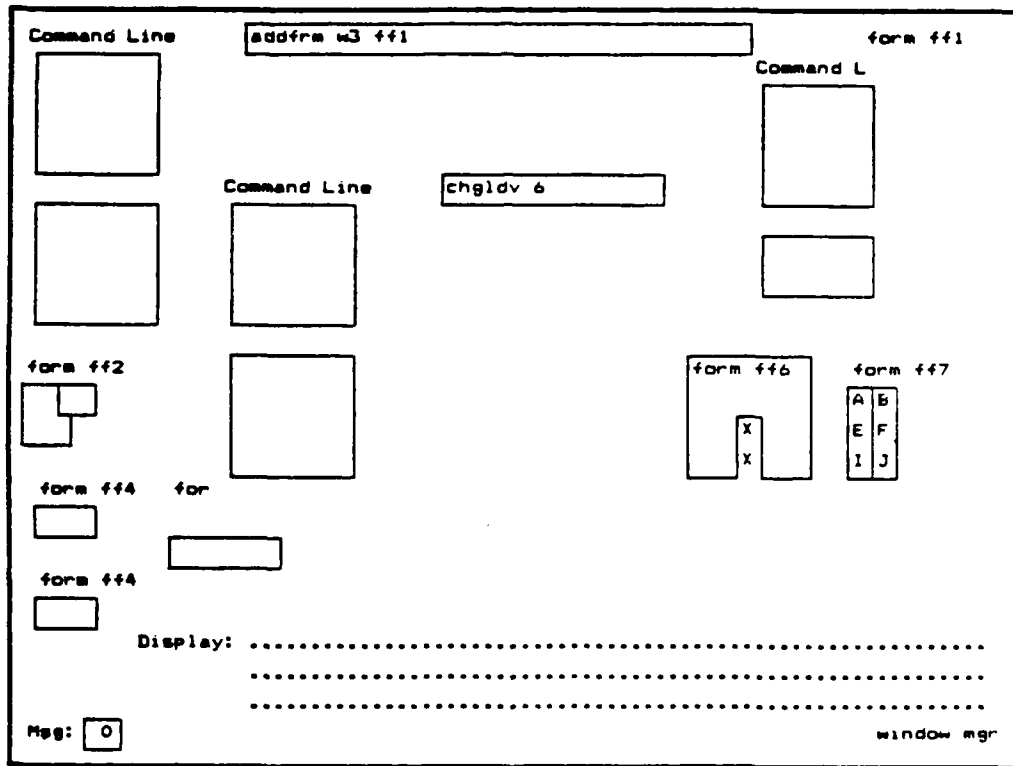 Command Line addfrm w3 ff1 form ff1
Command L
Command Line chgldv 6
form ff2 form ff6 form ff7
A B
X E F
X I J
form ff4 for
form ff4
Display: ............................................................
............................................................
............................................................
Msg: 0 window mgr